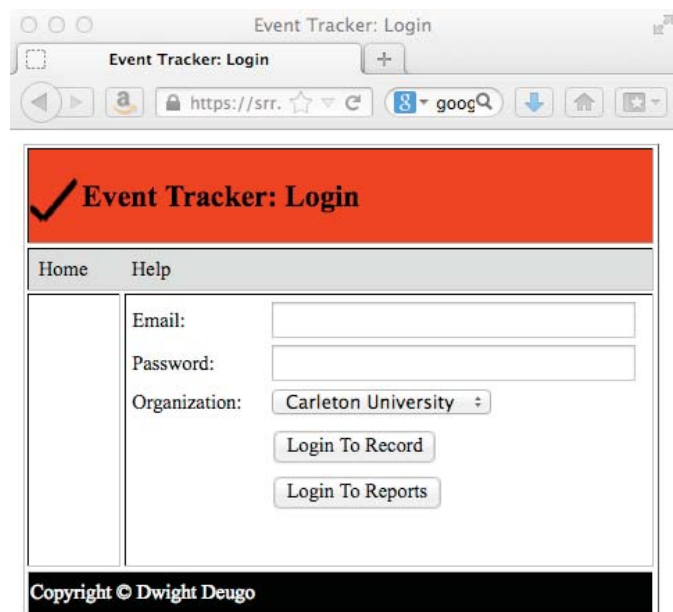 Event Tracker: Login
Event Tracker: Login
https://srr.
goog
Event Tracker: Login
Home Help
Email:
Password:
Organization: Carleton University
Login To Record
Login To Reports
Copyright © Dwight Deugo